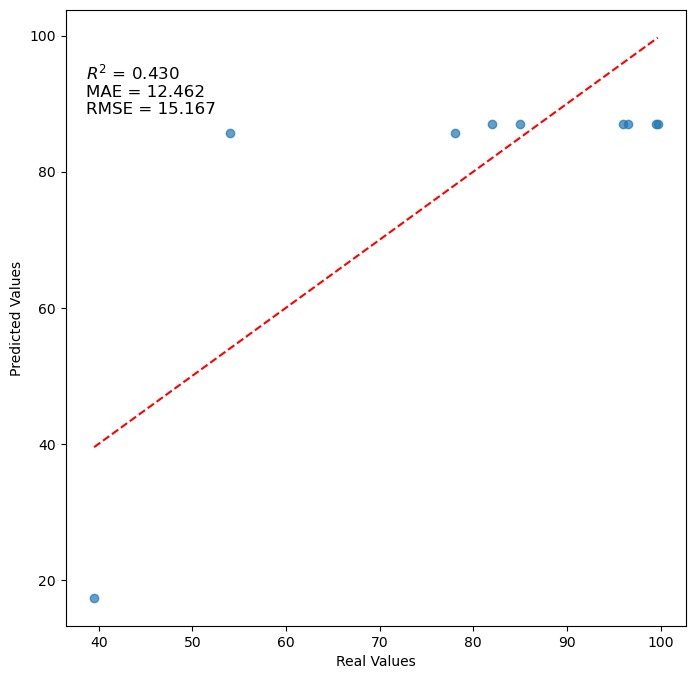 R² = 0.430
MAE = 12.462
RMSE = 15.167
100
80
60
40
20
Predicted Values
40 50 60 70 80 90 100
Real Values